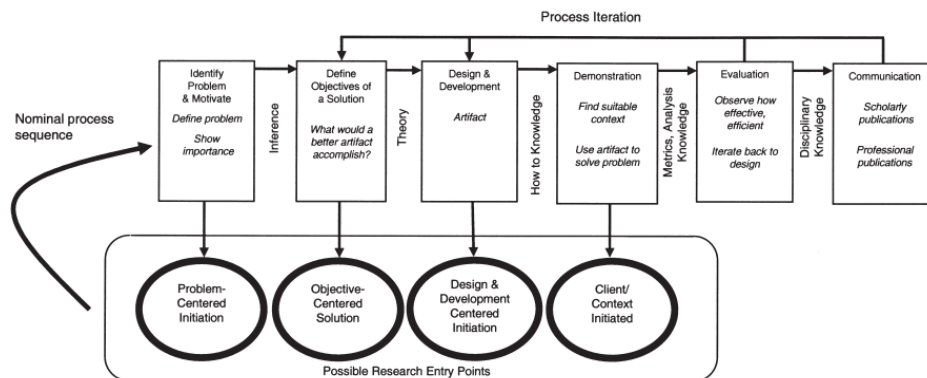 Process Iteration
Nominal process
sequence
Identify
Problem
& Motivate
Define problem
Show
importance
Inference
Define
Objectives of
a Solution
What would a
better artifact
accomplish?
Theory
Design &
Development
Artifact
How to Knowledge
Demonstration
Find suitable
context
Use artifact to
solve problem
Metrics, Analysis
Knowledge
Evaluation
Observe how
effective,
efficient
Iterate back to
design
Disciplinary
Knowledge
Communication
Scholarly
publications
Professional
publications
Problem-
Centered
Initiation
Objective-
Centered
Solution
Design &
Development
Centered
Initiation
Client/
Context
Initiated
Possible Research Entry Points